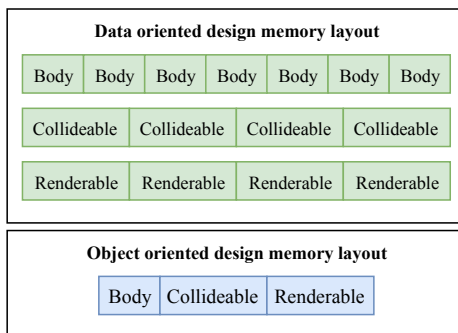 Data oriented design memory layout
Body Body Body Body Body Body Body
Collideable Collideable Collideable Collideable
Renderable Renderable Renderable Renderable
Object oriented design memory layout
Body Collideable Renderable